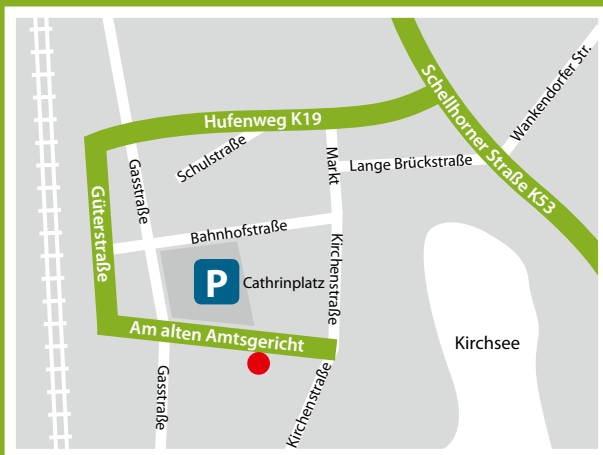 Schellhorner Straße K53
Wankendorfer Str.
Hufenweg K19
Schulstraße
Markt
Lange Brückstraße
Gasstraße
Güterstraße
Bahnhofstraße
Kirchenstraße
P
Cathrinplatz
Am alten Amtsgericht
Kirchsee
Gasstraße
Kirchenstraße